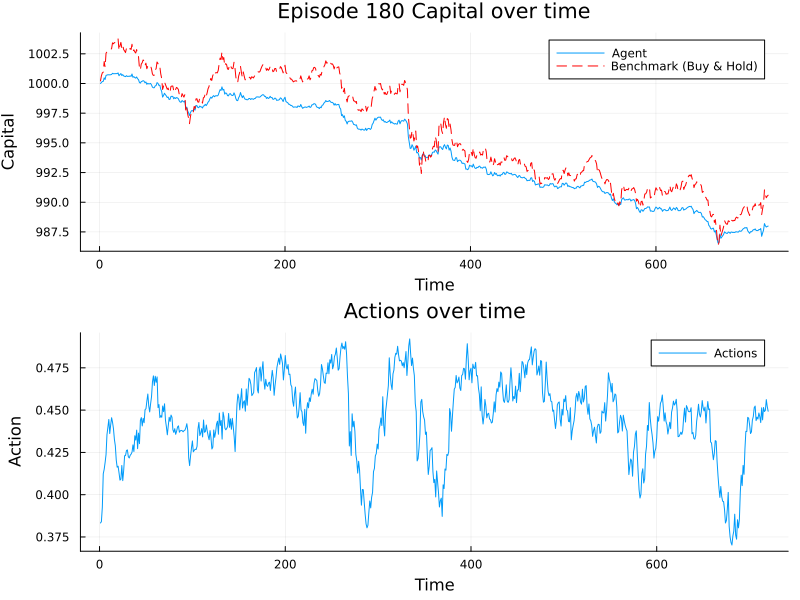 Episode 180 Capital over time
1002.5
1000.0
997.5
995.0
992.5
990.0
987.5
Capital
Agent
Benchmark (Buy & Hold)
0
200
400
600
Time
Actions over time
0.475
0.450
0.425
0.400
0.375
Action
Actions
0
200
400
600
Time